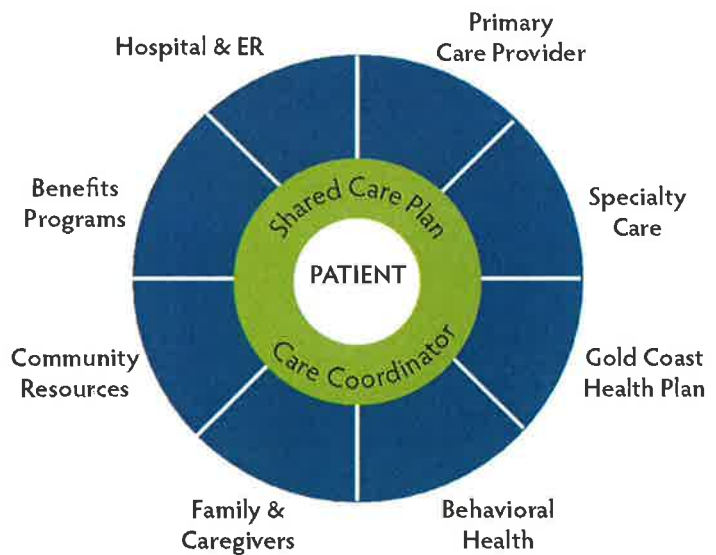 Hospital & ER
Primary
Care Provider
Benefits
Programs
Shared Care Plan
Specialty
Care
PATIENT
Community
Resources
Care Coordinator
Gold Coast
Health Plan
Family &
Caregivers
Behavioral
Health